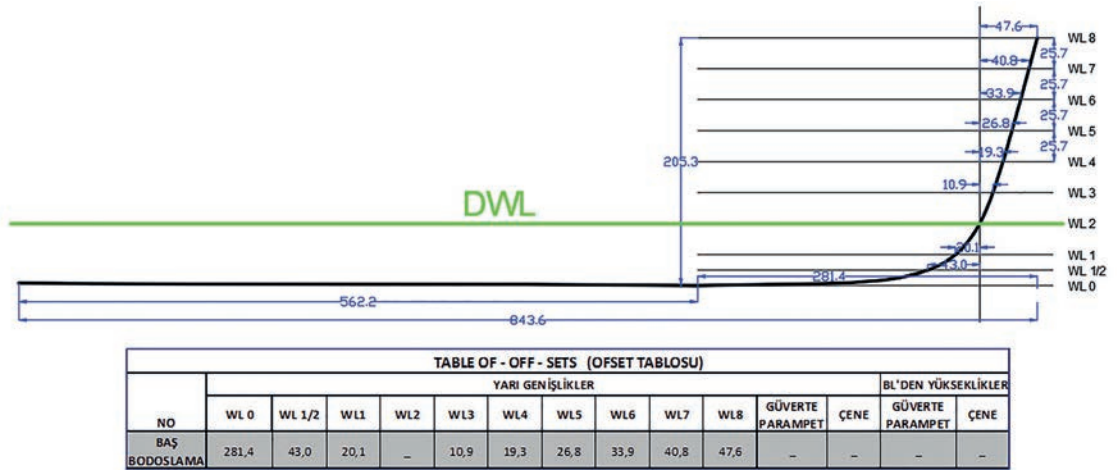 47.6
WL 8
25.7
40.8
WL 7
25.7
33.9
WL 6
25.7
26.8
WL 5
205.3
25.7
19.3
WL 4
10.9
WL 3
DWL
WL 2
20.1
WL 1
43.0
WL 1/2
281.4
WL 0
562.2
843.6
TABLE OF - OFF - SETS (OFSET TABLOSU)
NO YARI GENİŞLİKLER BL'DEN YÜKSEKLİKLER
WL 0 WL 1/2 WL1 WL2 WL3 WL4 WL5 WL6 WL7 WL8 GÜVERTE PARAMPET ÇENE GÜVERTE PARAMPET ÇENE
BAŞ BODOSLAMA 281,4 43,0 20,1 _ 10,9 19,3 26,8 33,9 40,8 47,6 _ _ _ _